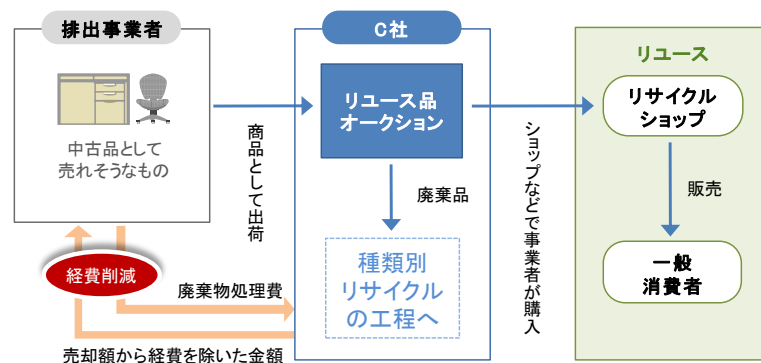 排出事業者
中古品として
売れそうなもの
経費削減
商品として出荷
廃棄物処理費
売却額から経費を除いた金額
C社
リユース品
オークション
廃棄品
種類別
リサイクル
の工程へ
ショップなどで事業者が購入
リユース
リサイクル
ショップ
販売
一般
消費者